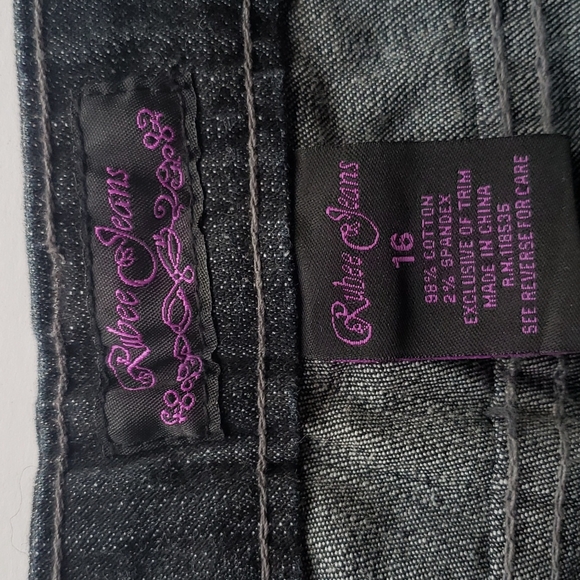 Rubee Jeans
Rubee Jeans
16
98% COTTON
2% SPANDEX
EXCLUSIVE OF TRIM
MADE IN CHINA
R.N. 118535
SEE REVERSE FOR CARE